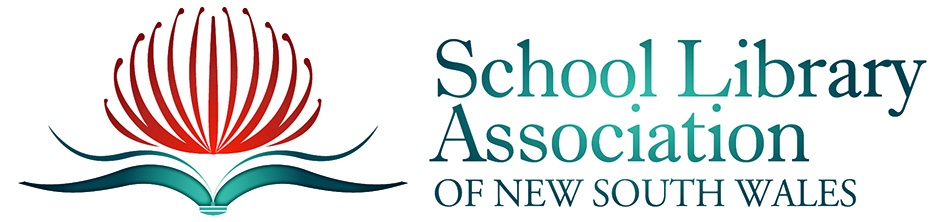 School Library
Association
OF NEW SOUTH WALES